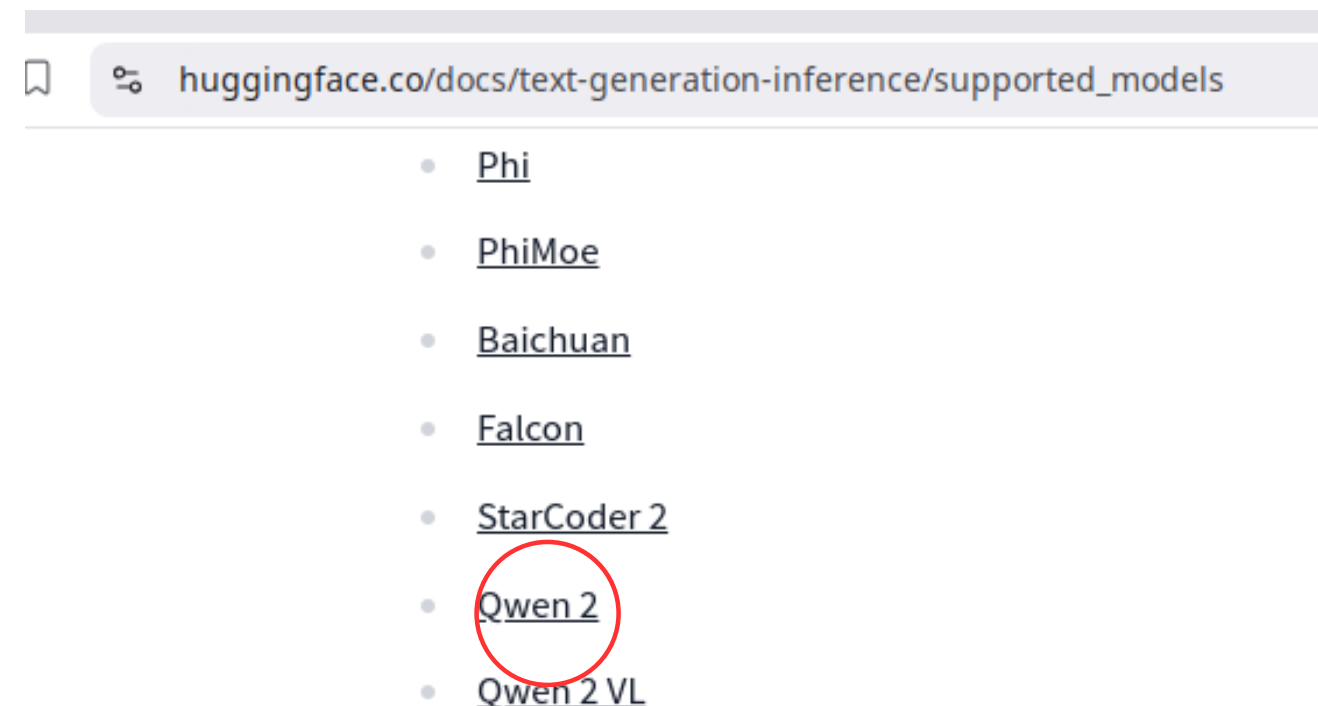 huggingface.co/docs/text-generation-inference/supported_models
Phi
PhiMoe
Baichuan
Falcon
StarCoder 2
Qwen 2
Qwen 2 VL